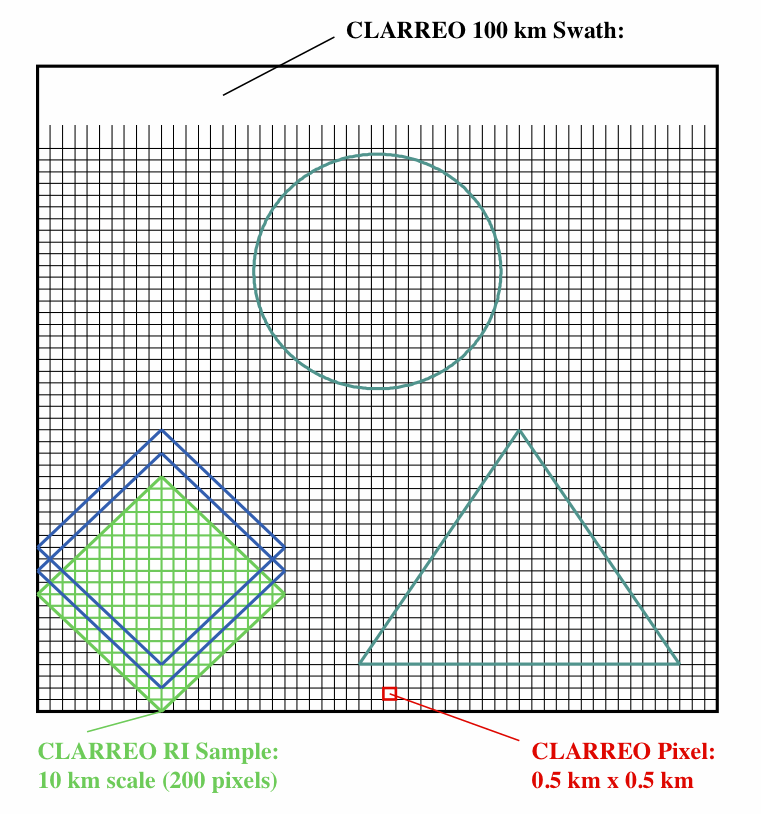 CLARREO 100 km Swath:
CLARREO RI Sample:
10 km scale (200 pixels)
CLARREO Pixel:
0.5 km x 0.5 km